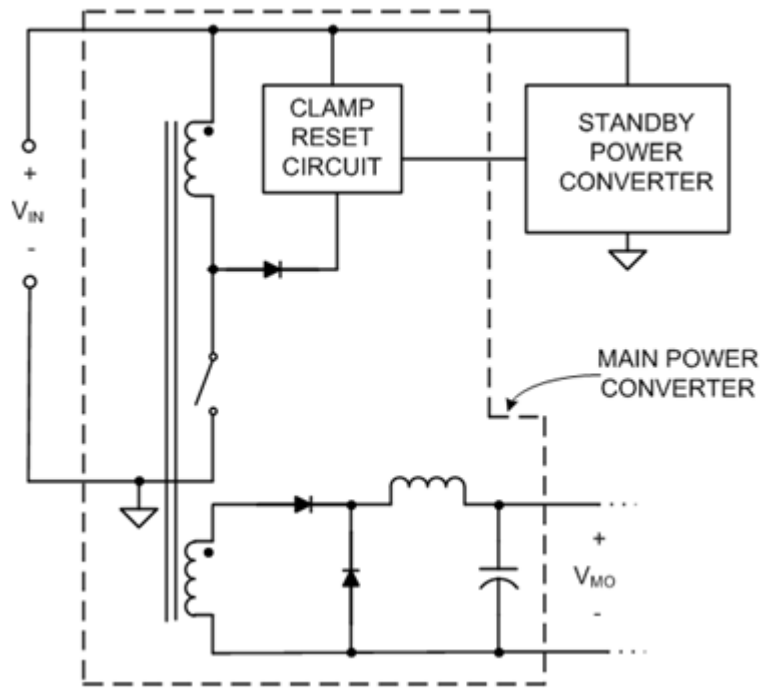 CLAMP
RESET
CIRCUIT
STANDBY
POWER
CONVERTER
+
VIN
-
MAIN POWER
CONVERTER
+
VMO
-